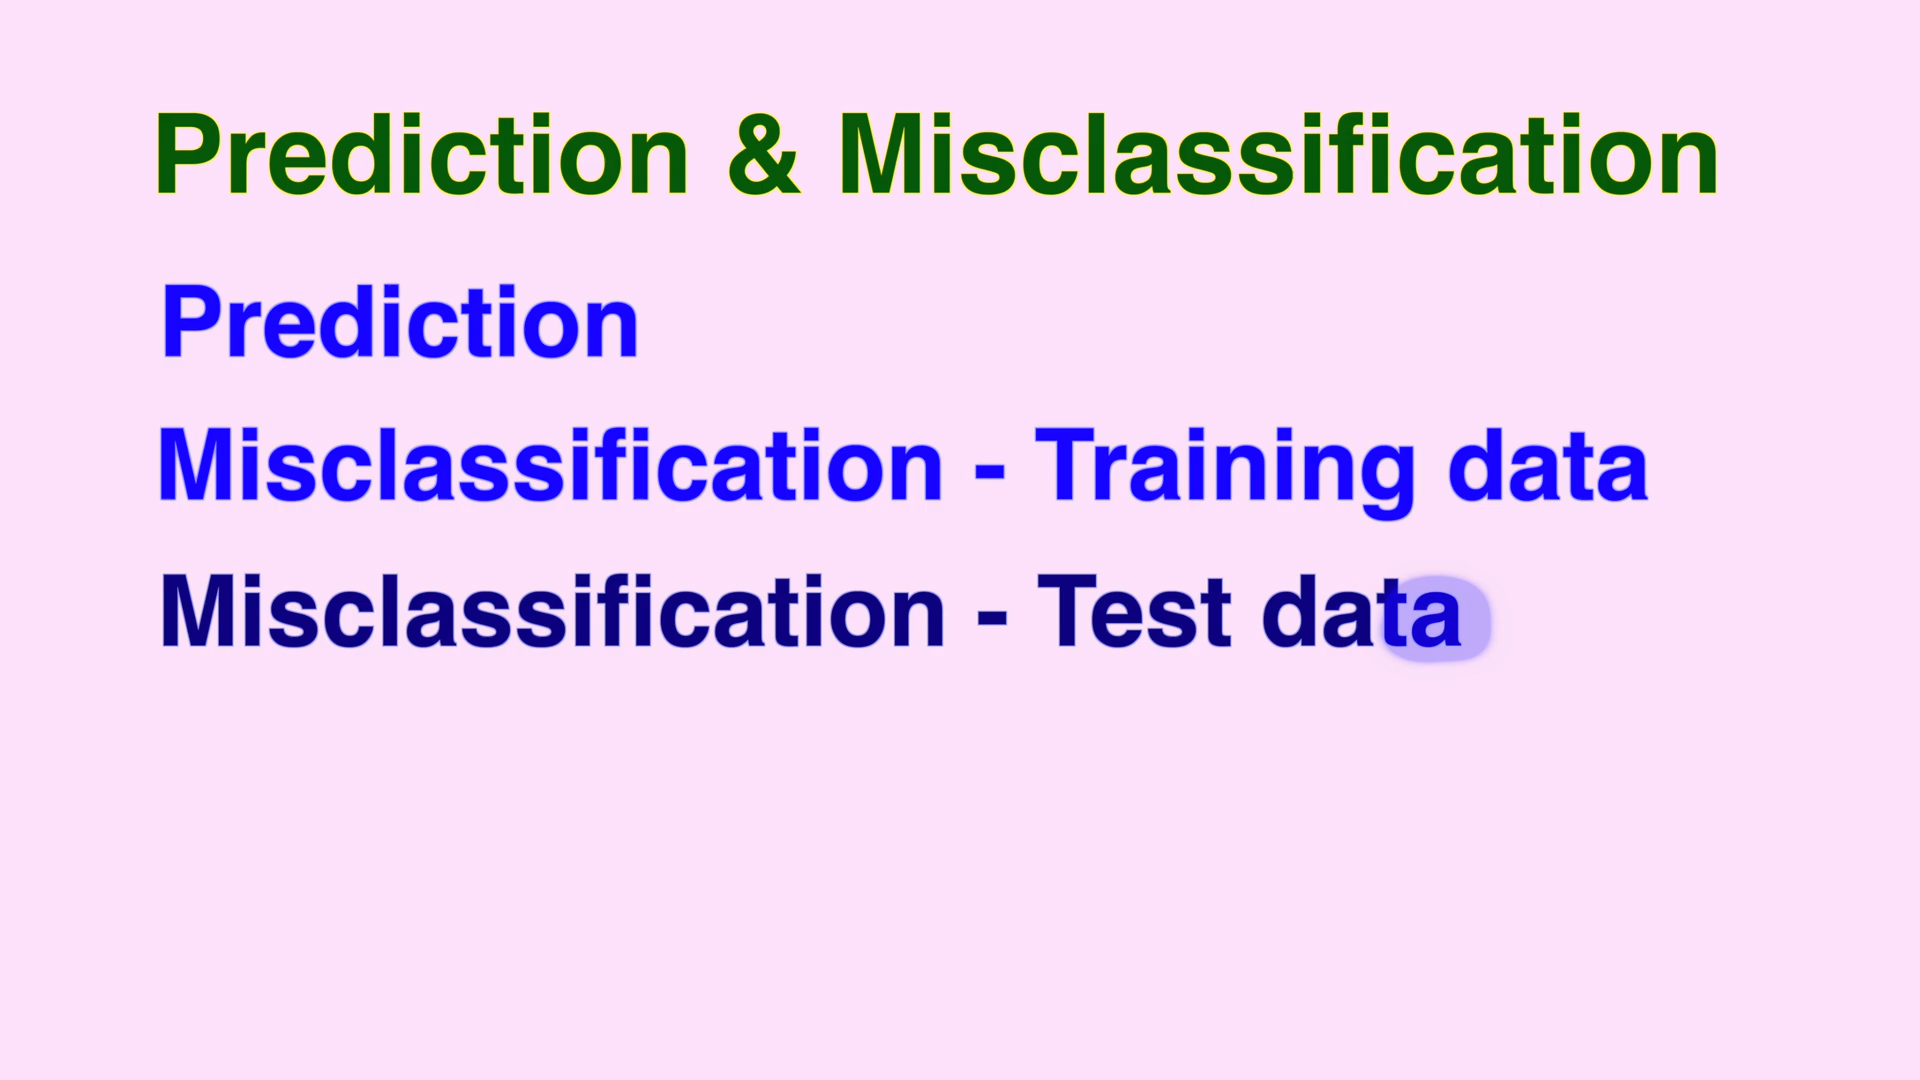 Prediction & Misclassification
Prediction
Misclassification - Training data
Misclassification - Test data